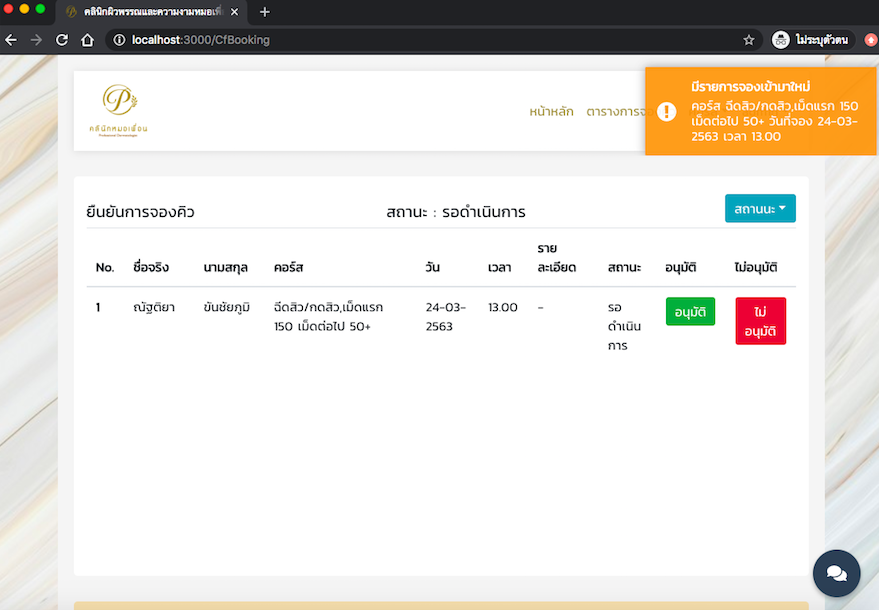 คลินิกผิวพรรณและความงามหมอเพื่
localhost:3000/CfBooking
ไม่ระบุตัวตน
คลินิกหมอเพื่อน
Professional Dermatologist
หน้าหลัก ตารางการจอ
มีรายการจองเข้ามาใหม่
คอร์ส ฉีดสิว/กดสิว,เม็ดแรก 150
เม็ดต่อไป 50+ วันที่จอง 24-03-
2563 เวลา 13.00
ยืนยันการจองคิว สถานะ : รอดำเนินการ สถานนะ
No. ชื่อจริง นามสกุล คอร์ส วัน เวลา ราย
ละเอียด สถานะ อนุมัติ ไม่อนุมัติ
1 ณัฐติยา ขันชัยภูมิ ฉีดสิว/กดสิว,เม็ดแรก 24-03- 13.00 - รอ อนุมัติ ไม่
150 เม็ดต่อไป 50+ 2563 ดำเนิน อนุมัติ
การ